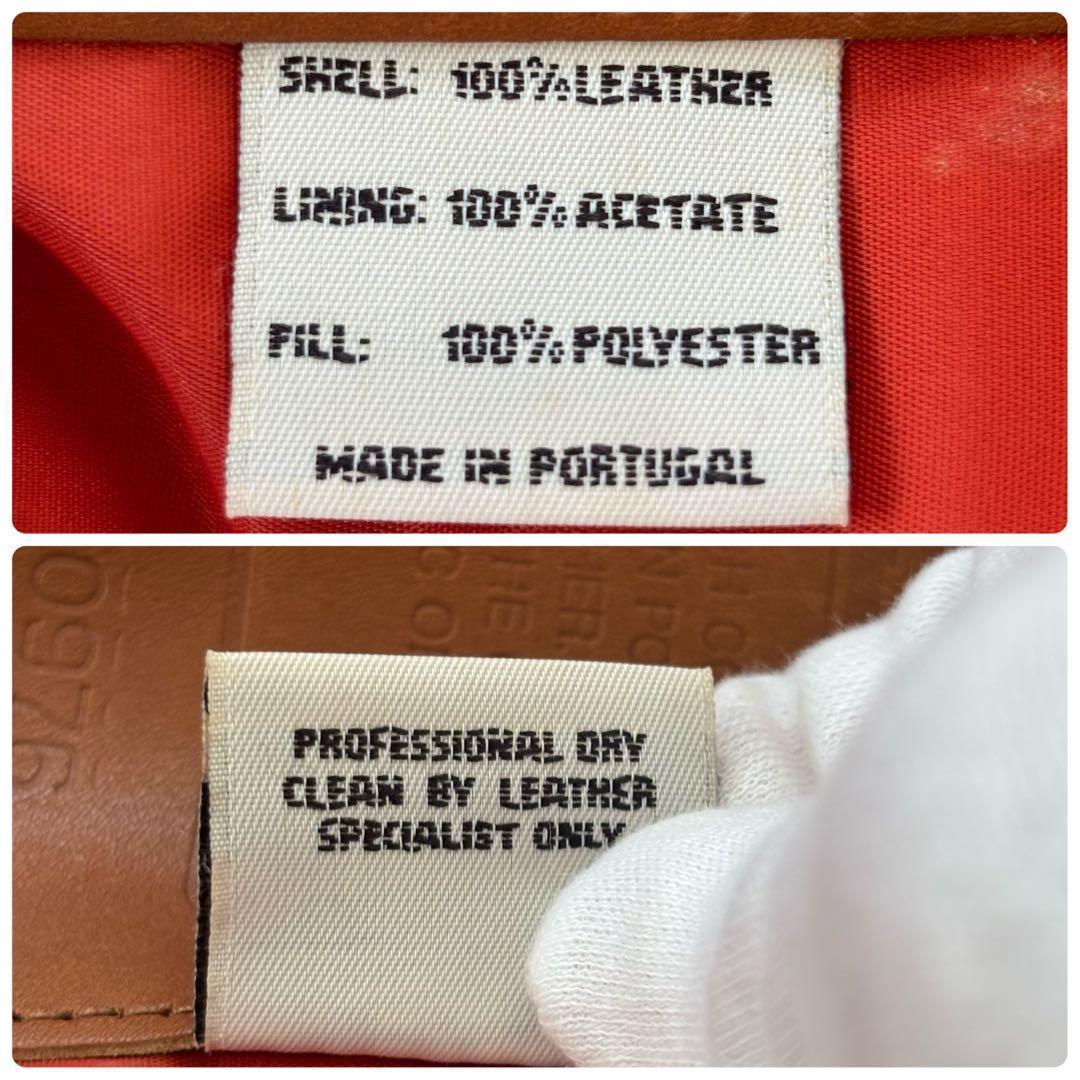 SHELL: 100% LEATHER
LINING: 100% ACETATE
FILL: 100% POLYESTER
MADE IN PORTUGAL
9260
PROFESSIONAL DRY
CLEAN BY LEATHER
SPECIALIST ONLY